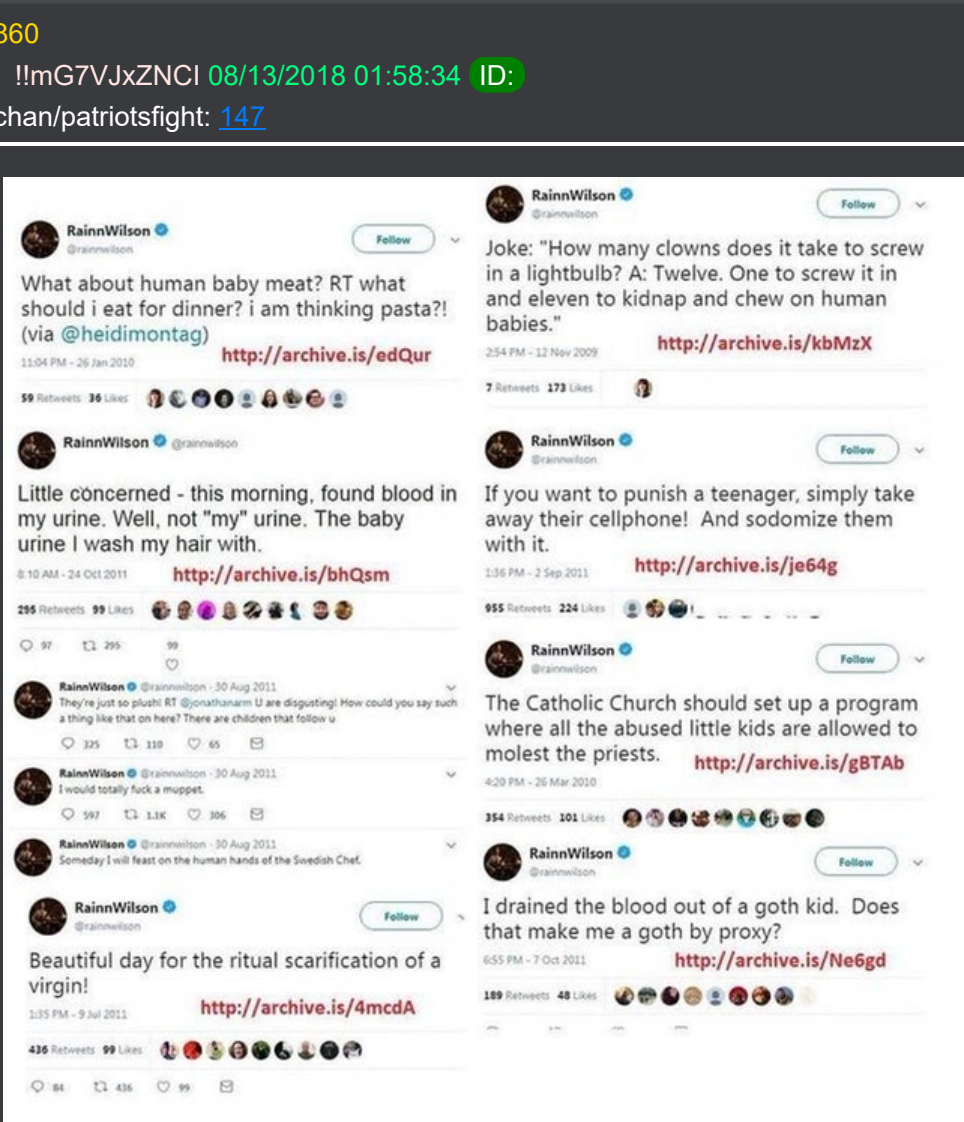 360
!!mG7VJxZNCI 08/13/2018 01:58:34 ID:
chan/patriotsfight: 147
RainnWilson
@rainnwilson
Follow
What about human baby meat? RT what
should i eat for dinner? i am thinking pasta?!
(via @heidimontag)
11:04 PM - 26 Jan 2010
http://archive.is/edQur
59 Retweets 36 Likes
RainnWilson @rainnwilson
Little concerned - this morning, found blood in
my urine. Well, not "my" urine. The baby
urine I wash my hair with.
8:10 AM - 24 Oct 2011
http://archive.is/bhQsm
295 Retweets 99 Likes
97 295 99
RainnWilson @rainnwilson · 30 Aug 2011
They're just so plush! RT @jonathanarm U are disgusting! How could you say such
a thing like that on here? There are children that follow u
325 110 65
RainnWilson @rainnwilson · 30 Aug 2011
I would totally fuck a muppet.
597 1.1K 306
RainnWilson @rainnwilson · 30 Aug 2011
Someday I will feast on the human hands of the Swedish Chef.
RainnWilson
@rainnwilson
Follow
Beautiful day for the ritual scarification of a
virgin!
1:35 PM - 9 Jul 2011
http://archive.is/4mcdA
436 Retweets 99 Likes
84 436 99
RainnWilson
@rainnwilson
Follow
Joke: "How many clowns does it take to screw
in a lightbulb? A: Twelve. One to screw it in
and eleven to kidnap and chew on human
babies."
2:54 PM - 12 Nov 2009
http://archive.is/kbMzX
7 Retweets 173 Likes
RainnWilson
@rainnwilson
Follow
If you want to punish a teenager, simply take
away their cellphone! And sodomize them
with it.
1:36 PM - 2 Sep 2011
http://archive.is/je64g
955 Retweets 224 Likes
RainnWilson
@rainnwilson
Follow
The Catholic Church should set up a program
where all the abused little kids are allowed to
molest the priests.
4:20 PM - 26 Mar 2010
http://archive.is/gBTAb
354 Retweets 101 Likes
RainnWilson
@rainnwilson
Follow
I drained the blood out of a goth kid. Does
that make me a goth by proxy?
6:55 PM - 7 Oct 2011
http://archive.is/Ne6gd
189 Retweets 48 Likes